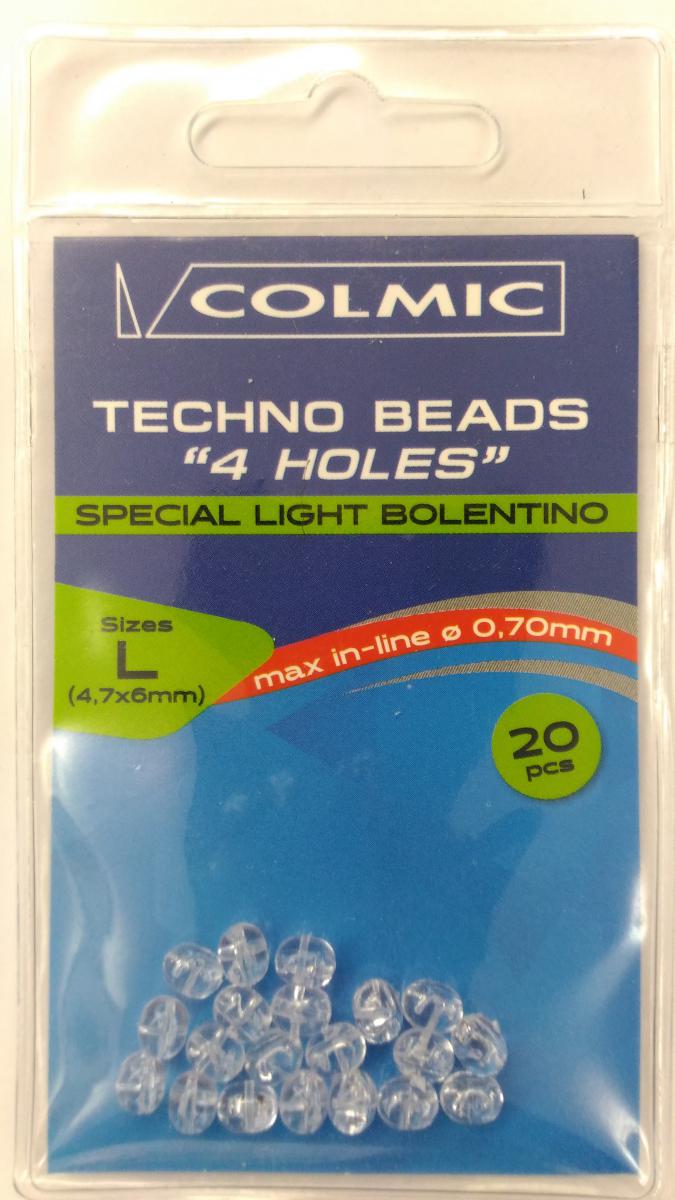 COLMIC
TECHNO BEADS
“4 HOLES”
SPECIAL LIGHT BOLENTINO
Sizes
L
(4,7x6mm)
max in-line ø 0,70mm
20
pcs